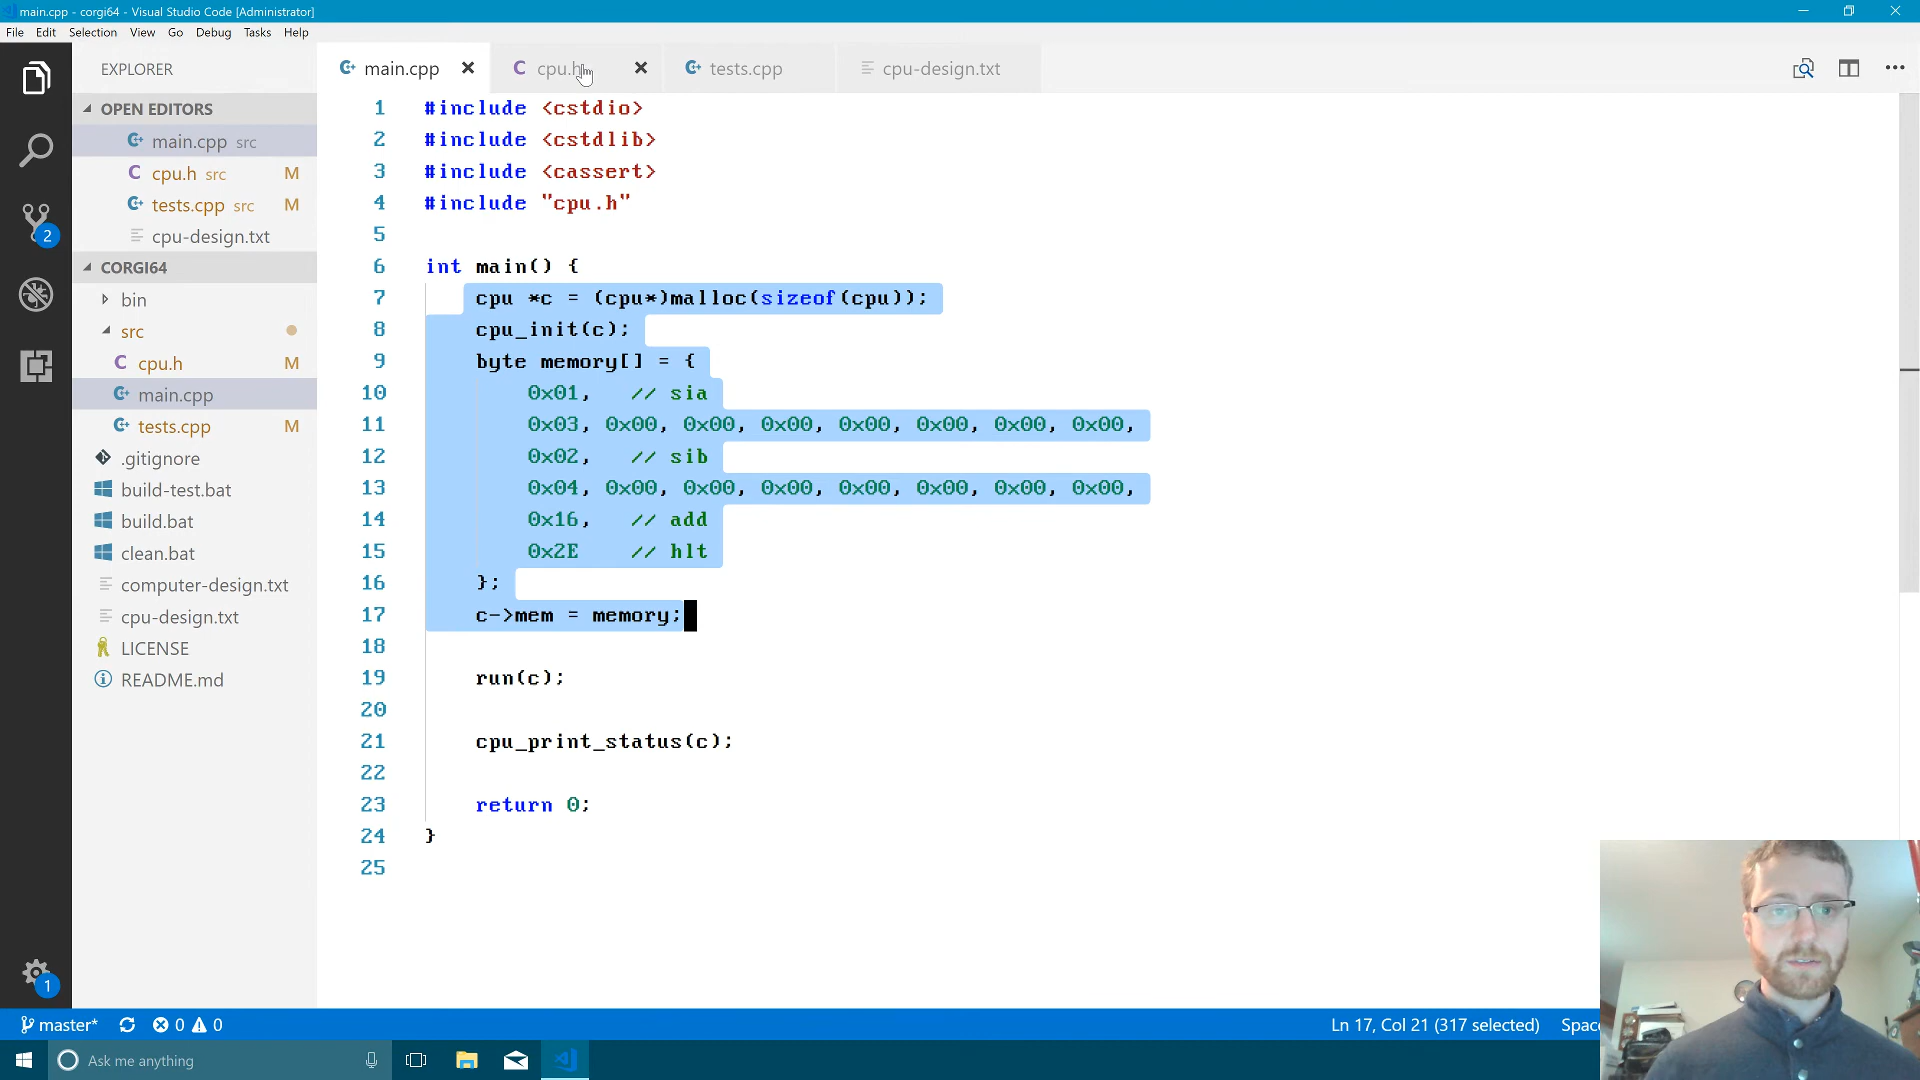 main.cpp - corgi64 - Visual Studio Code [Administrator]
File Edit Selection View Go Debug Tasks Help
EXPLORER
main.cpp
cpu.h
tests.cpp
cpu-design.txt
OPEN EDITORS
main.cpp src
cpu.h src M
tests.cpp src M
cpu-design.txt
CORGI64
bin
src
cpu.h M
main.cpp
tests.cpp M
.gitignore
build-test.bat
build.bat
clean.bat
computer-design.txt
cpu-design.txt
LICENSE
README.md
2
1
1 #include <cstdio>
2 #include <cstdlib>
3 #include <cassert>
4 #include "cpu.h"
5
6 int main() {
7 cpu *c = (cpu*)malloc(sizeof(cpu));
8 cpu_init(c);
9 byte memory[] = {
10 0x01, // sia
11 0x03, 0x00, 0x00, 0x00, 0x00, 0x00, 0x00, 0x00,
12 0x02, // sib
13 0x04, 0x00, 0x00, 0x00, 0x00, 0x00, 0x00, 0x00,
14 0x16, // add
15 0x2E // hlt
16 };
17 c->mem = memory;
18
19 run(c);
20
21 cpu_print_status(c);
22
23 return 0;
24 }
25
master* 0 0
Ln 17, Col 21 (317 selected) Spac
Ask me anything